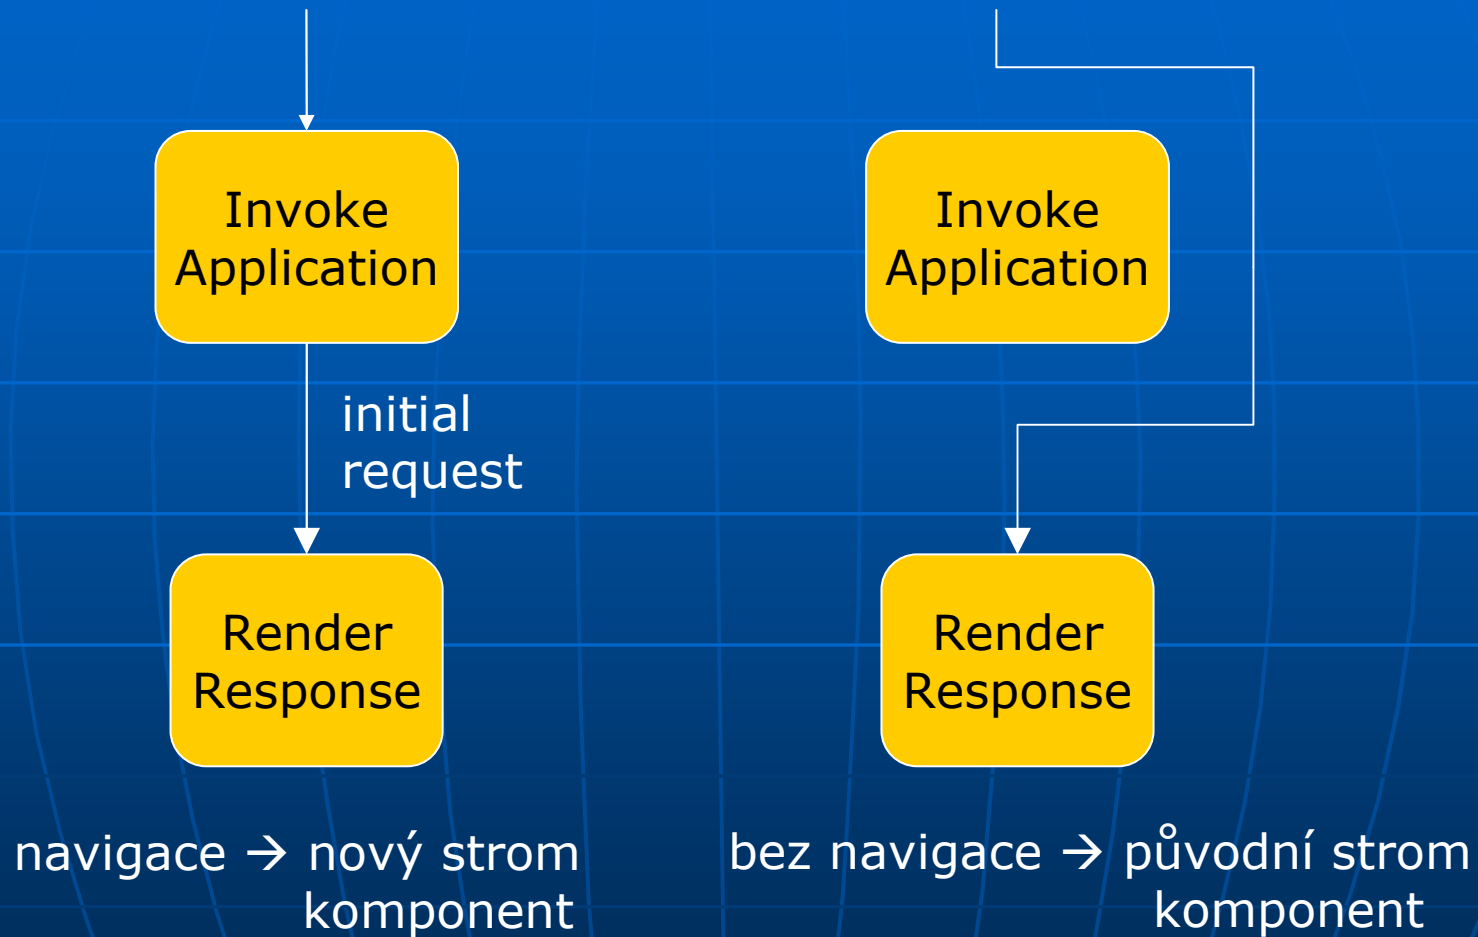 Invoke
Application
Invoke
Application
initial
request
Render
Response
Render
Response
navigace → nový strom
komponent
bez navigace → původní strom
komponent